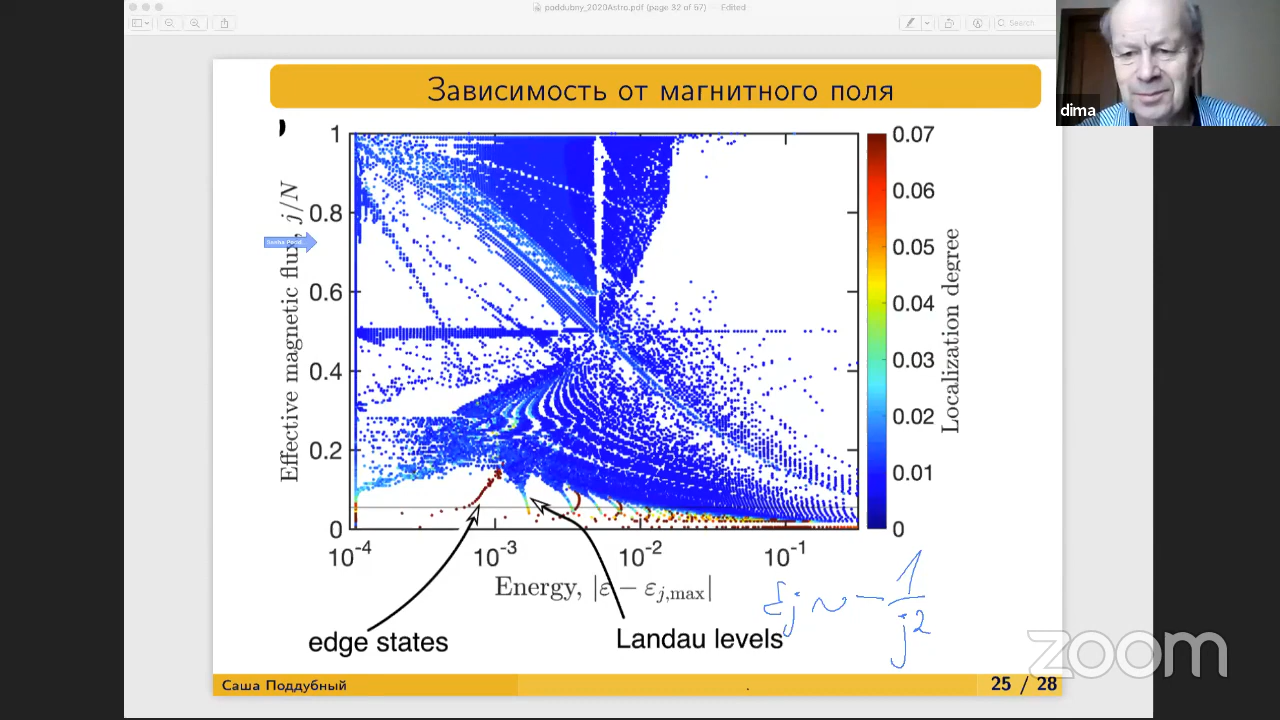 poddubny_2020Astro.pdf (page 32 of 57) — Edited
Search
dima
Зависимость от магнитного поля
Effective magnetic flux, j/N
1
0.8
0.6
0.4
0.2
0
10-4
10-3
10-2
10-1
Energy, |ε − εj,max|
0.07
0.06
0.05
0.04
0.03
0.02
0.01
0
Localization degree
edge states
Landau levels
εj ~ − 1/j2
zoom
Саша Поддубный
25 / 28